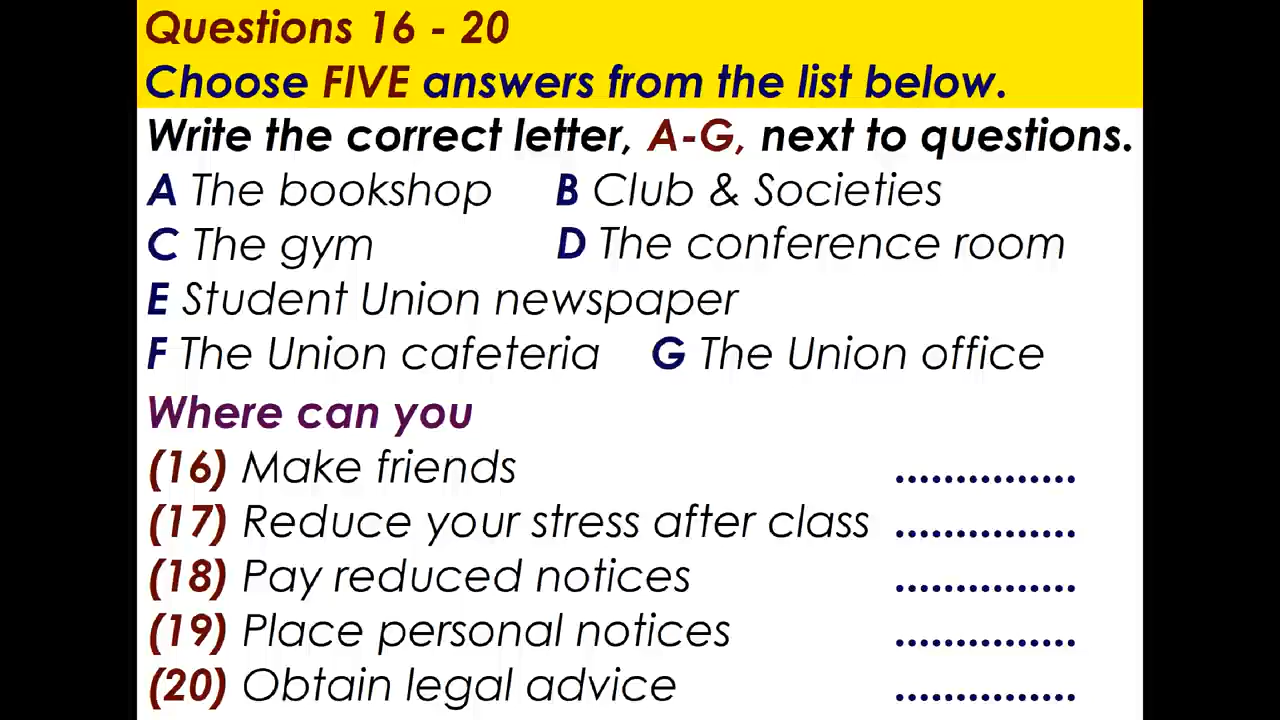 Questions 16 - 20
Choose FIVE answers from the list below.
Write the correct letter, A-G, next to questions.
A The bookshop B Club & Societies
C The gym D The conference room
E Student Union newspaper
F The Union cafeteria G The Union office
Where can you
(16) Make friends ...............
(17) Reduce your stress after class ...............
(18) Pay reduced notices ...............
(19) Place personal notices ...............
(20) Obtain legal advice ...............